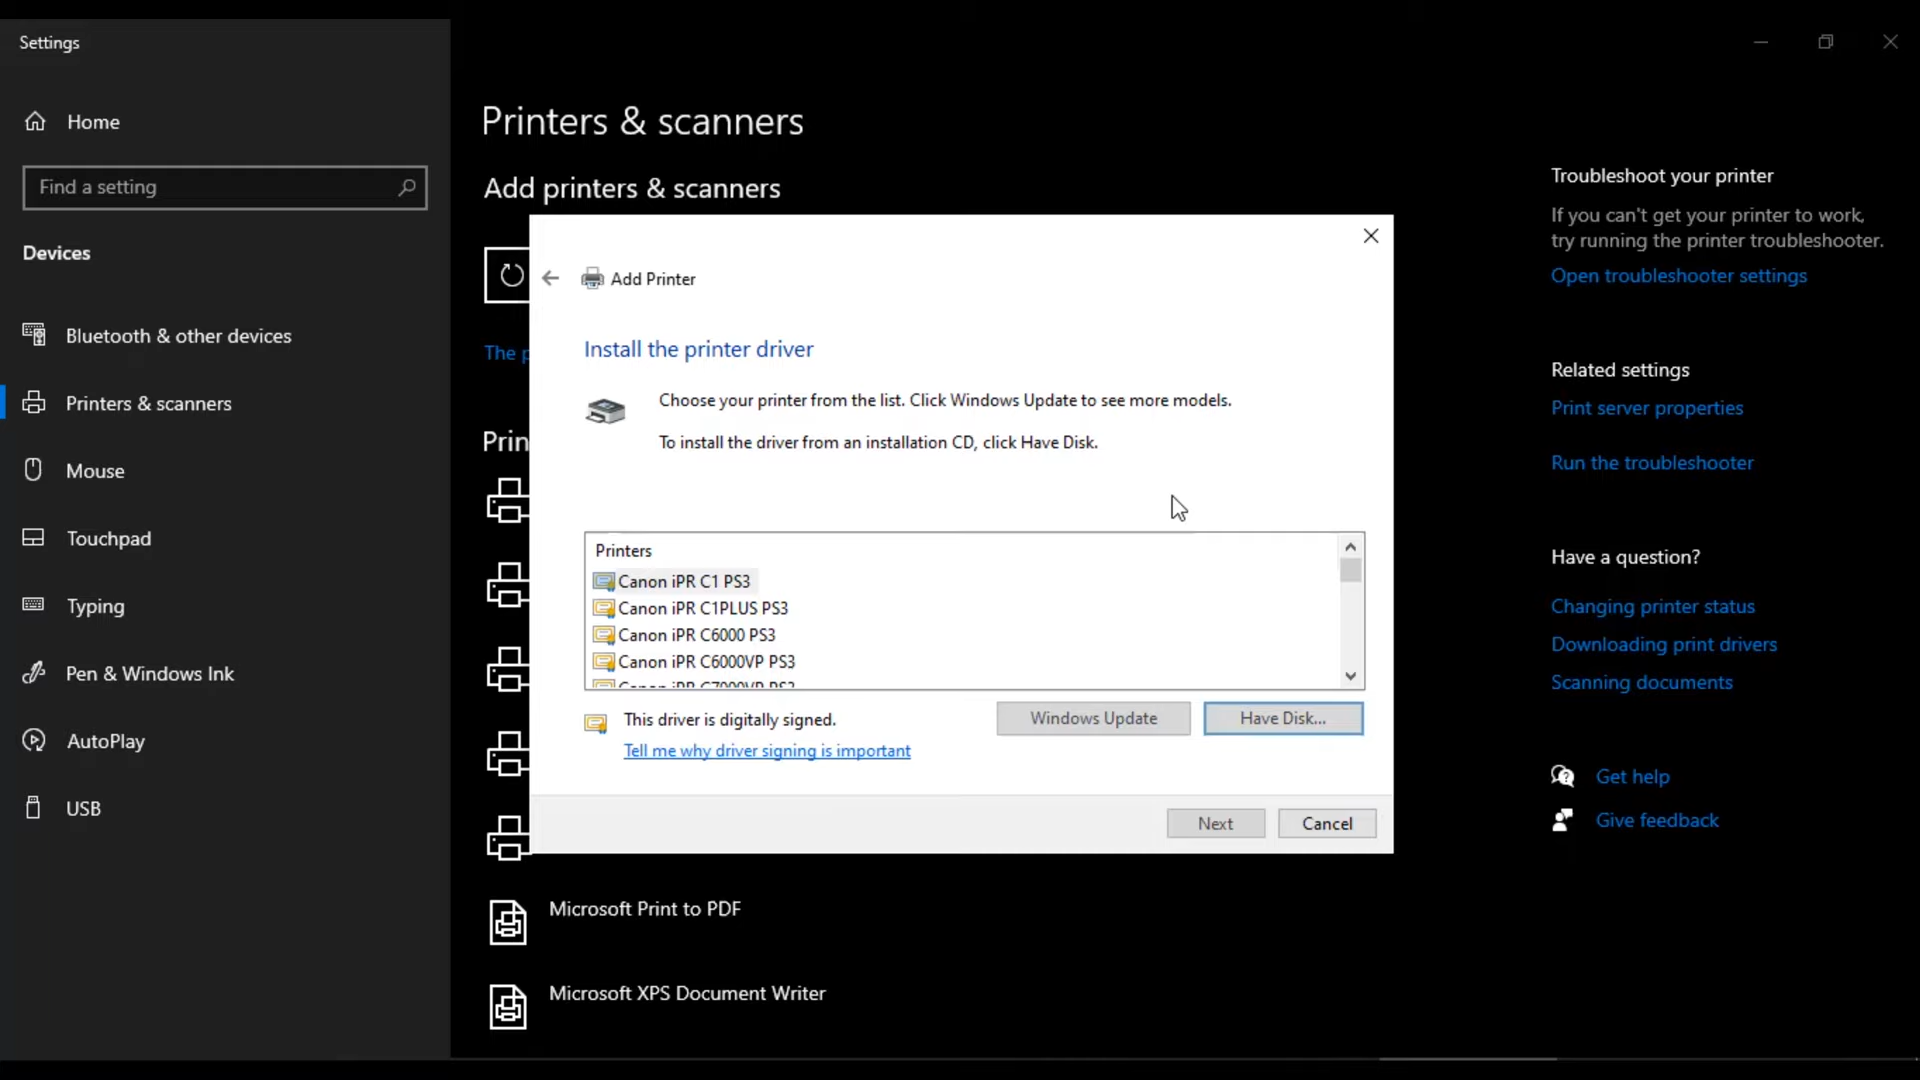 Settings
Home
Find a setting
Devices
Bluetooth & other devices
Printers & scanners
Mouse
Touchpad
Typing
Pen & Windows Ink
AutoPlay
USB
Printers & scanners
Add printers & scanners
The p
Prin
Add Printer
Install the printer driver
Choose your printer from the list. Click Windows Update to see more models.
To install the driver from an installation CD, click Have Disk.
Printers
Canon iPR C1 PS3
Canon iPR C1PLUS PS3
Canon iPR C6000 PS3
Canon iPR C6000VP PS3
Canon iPR C7000VP PS3
This driver is digitally signed.
Tell me why driver signing is important
Windows Update
Have Disk...
Next
Cancel
Microsoft Print to PDF
Microsoft XPS Document Writer
Troubleshoot your printer
If you can't get your printer to work,
try running the printer troubleshooter.
Open troubleshooter settings
Related settings
Print server properties
Run the troubleshooter
Have a question?
Changing printer status
Downloading print drivers
Scanning documents
Get help
Give feedback